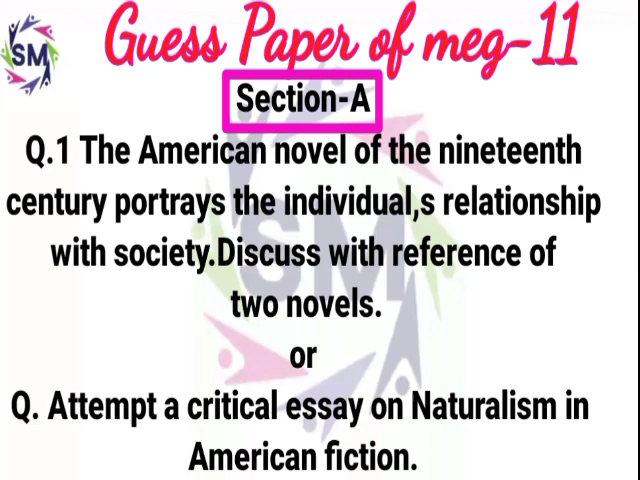 SM
Guess Paper of meg-11
Section-A
Q.1 The American novel of the nineteenth
century portrays the individual,s relationship
with society.Discuss with reference of
two novels.
or
Q. Attempt a critical essay on Naturalism in
American fiction.
SM